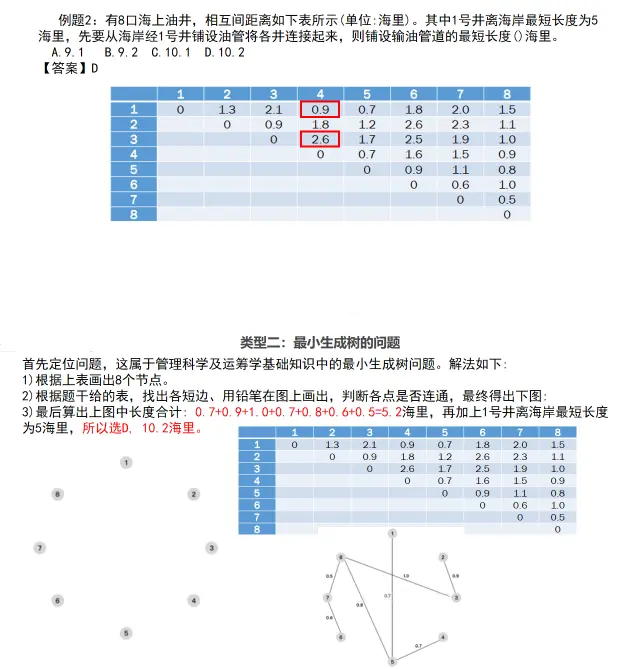 例题2：有8口海上油井，相互间距离如下表所示(单位:海里)。其中1号井离海岸最短长度为5
海里，先要从海岸经1号井铺设油管将各井连接起来，则铺设输油管道的最短长度()海里。
A.9.1 B.9.2 C.10.1 D.10.2
【答案】D
1 2 3 4 5 6 7 8
1 0 1.3 2.1 0.9 0.7 1.8 2.0 1.5
2 0 0.9 1.8 1.2 2.6 2.3 1.1
3 0 2.6 1.7 2.5 1.9 1.0
4 0 0.7 1.6 1.5 0.9
5 0 0.9 1.1 0.8
6 0 0.6 1.0
7 0 0.5
8 0
类型二：最小生成树的问题
首先定位问题，这属于管理科学及运筹学基础知识中的最小生成树问题。解法如下:
1)根据上表画出8个节点。
2)根据题干给的表，找出各短边、用铅笔在图上画出，判断各点是否连通，最终得出下图:
3)最后算出上图中长度合计: 0.7+0.9+1.0+0.7+0.8+0.6+0.5=5.2海里，再加上1号井离海岸最短长度
为5海里，所以选D, 10.2海里。
1 2 3 4 5 6 7 8
1 0 1.3 2.1 0.9 0.7 1.8 2.0 1.5
2 0 0.9 1.8 1.2 2.6 2.3 1.1
3 0 2.6 1.7 2.5 1.9 1.0
4 0 0.7 1.6 1.5 0.9
5 0 0.9 1.1 0.8
6 0 0.6 1.0
7 0 0.5
8 0
1
8 2
7 3
6 4
5
1
8 2
0.5 1.0 0.9
7 0.7 3
0.6 0.8
6 4
0.7
5